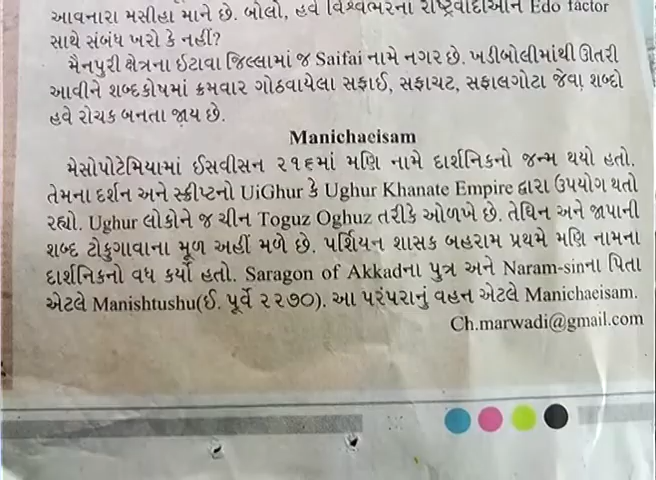 આવનારા મસીહા માને છે. બોલો, હવે વિશ્વભરના રાષ્ટ્રવાદીઓને Edo factor
સાથે સંબંધ ખરો કે નહીં?
મૈનપુરી ક્ષેત્રના ઈટાવા જિલ્લામાં જ Saifai નામે નગર છે. ખડીબોલીમાંથી ઊતરી
આવીને શબ્દકોષમાં ક્રમવાર ગોઠવાયેલા સફાઈ, સફાચટ, સફાલગોટા જેવા શબ્દો
હવે રોચક બનતા જાય છે.
Manichaeisam
મેસોપોટેમિયામાં ઈસવીસન ૨૧૬માં મણિ નામે દાર્શનિકનો જન્મ થયો હતો.
તેમના દર્શન અને સ્ક્રીપ્ટનો UiGhur કે Ughur Khanate Empire દ્વારા ઉપયોગ થતો
રહ્યો. Ughur લોકોને જ ચીન Toguz Oghuz તરીકે ઓળખે છે. તેઘિન અને જાપાની
શબ્દ ટોકુગાવાના મૂળ અહીં મળે છે. પર્શિયન શાસક બહરામ પ્રથમે મણિ નામના
દાર્શનિકનો વધ કર્યો હતો. Saragon of Akkadના પુત્ર અને Naram-sinના પિતા
એટલે Manishtushu(ઈ. પૂર્વે ૨૨૭૦). આ પરંપરાનું વહન એટલે Manichaeisam.
Ch.marwadi@gmail.com